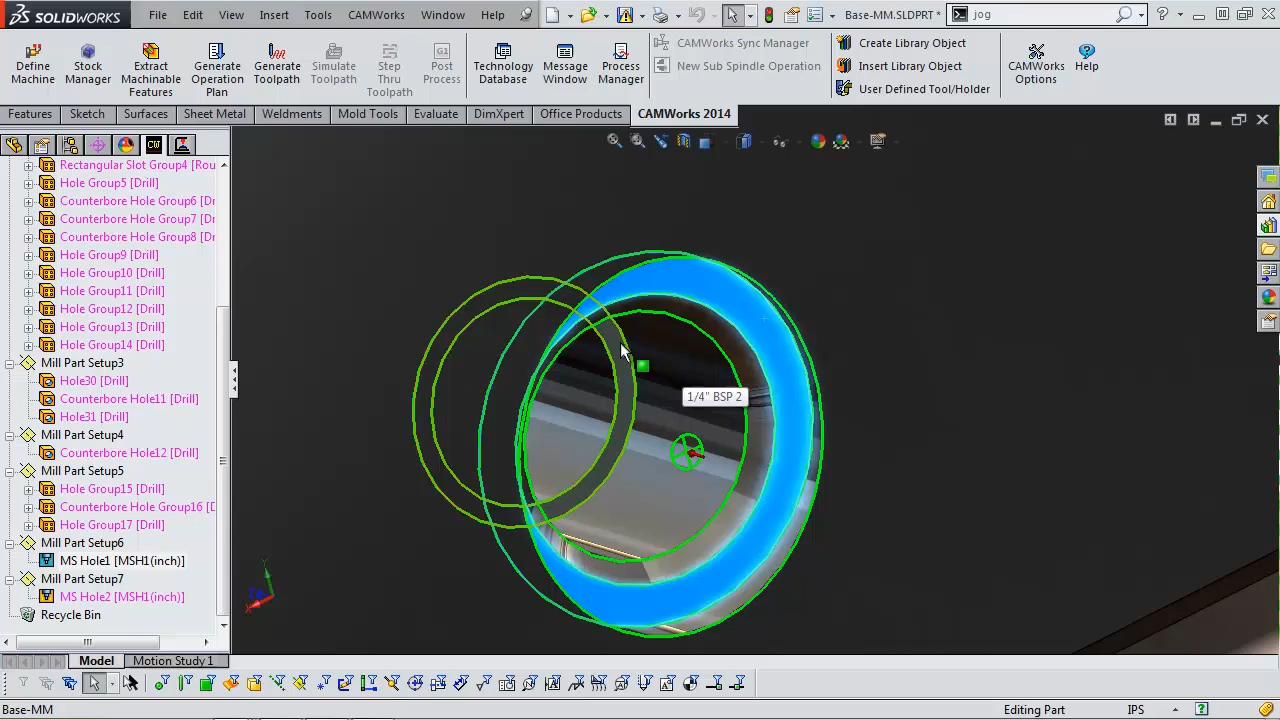 SOLIDWORKS File Edit View Insert Tools CAMWorks Window Help Base-MM.SLDPRT * jog
Define Machine
Stock Manager
Extract Machinable Features
Generate Operation Plan
Generate Toolpath
Simulate Toolpath
Step Thru Toolpath
G1 Post Process
CAMWorks Sync Manager
New Sub Spindle Operation
Technology Database
Message Window
Process Manager
Create Library Object
Insert Library Object
User Defined Tool/Holder
CAMWorks Options
Help
Features Sketch Surfaces Sheet Metal Weldments Mold Tools Evaluate DimXpert Office Products CAMWorks 2014
CW
Rectangular Slot Group4 [Rou
Hole Group5 [Drill]
Counterbore Hole Group6 [Dr
Counterbore Hole Group7 [Dr
Counterbore Hole Group8 [Dr
Hole Group9 [Drill]
Hole Group10 [Drill]
Hole Group11 [Drill]
Hole Group12 [Drill]
Hole Group13 [Drill]
Hole Group14 [Drill]
Mill Part Setup3
Hole30 [Drill]
Counterbore Hole11 [Drill]
Hole31 [Drill]
Mill Part Setup4
Counterbore Hole12 [Drill]
Mill Part Setup5
Hole Group15 [Drill]
Counterbore Hole Group16 [D
Hole Group17 [Drill]
Mill Part Setup6
MS Hole1 [MSH1(inch)]
Mill Part Setup7
MS Hole2 [MSH1(inch)]
Recycle Bin
1/4" BSP 2
Model Motion Study 1
Base-MM Editing Part IPS